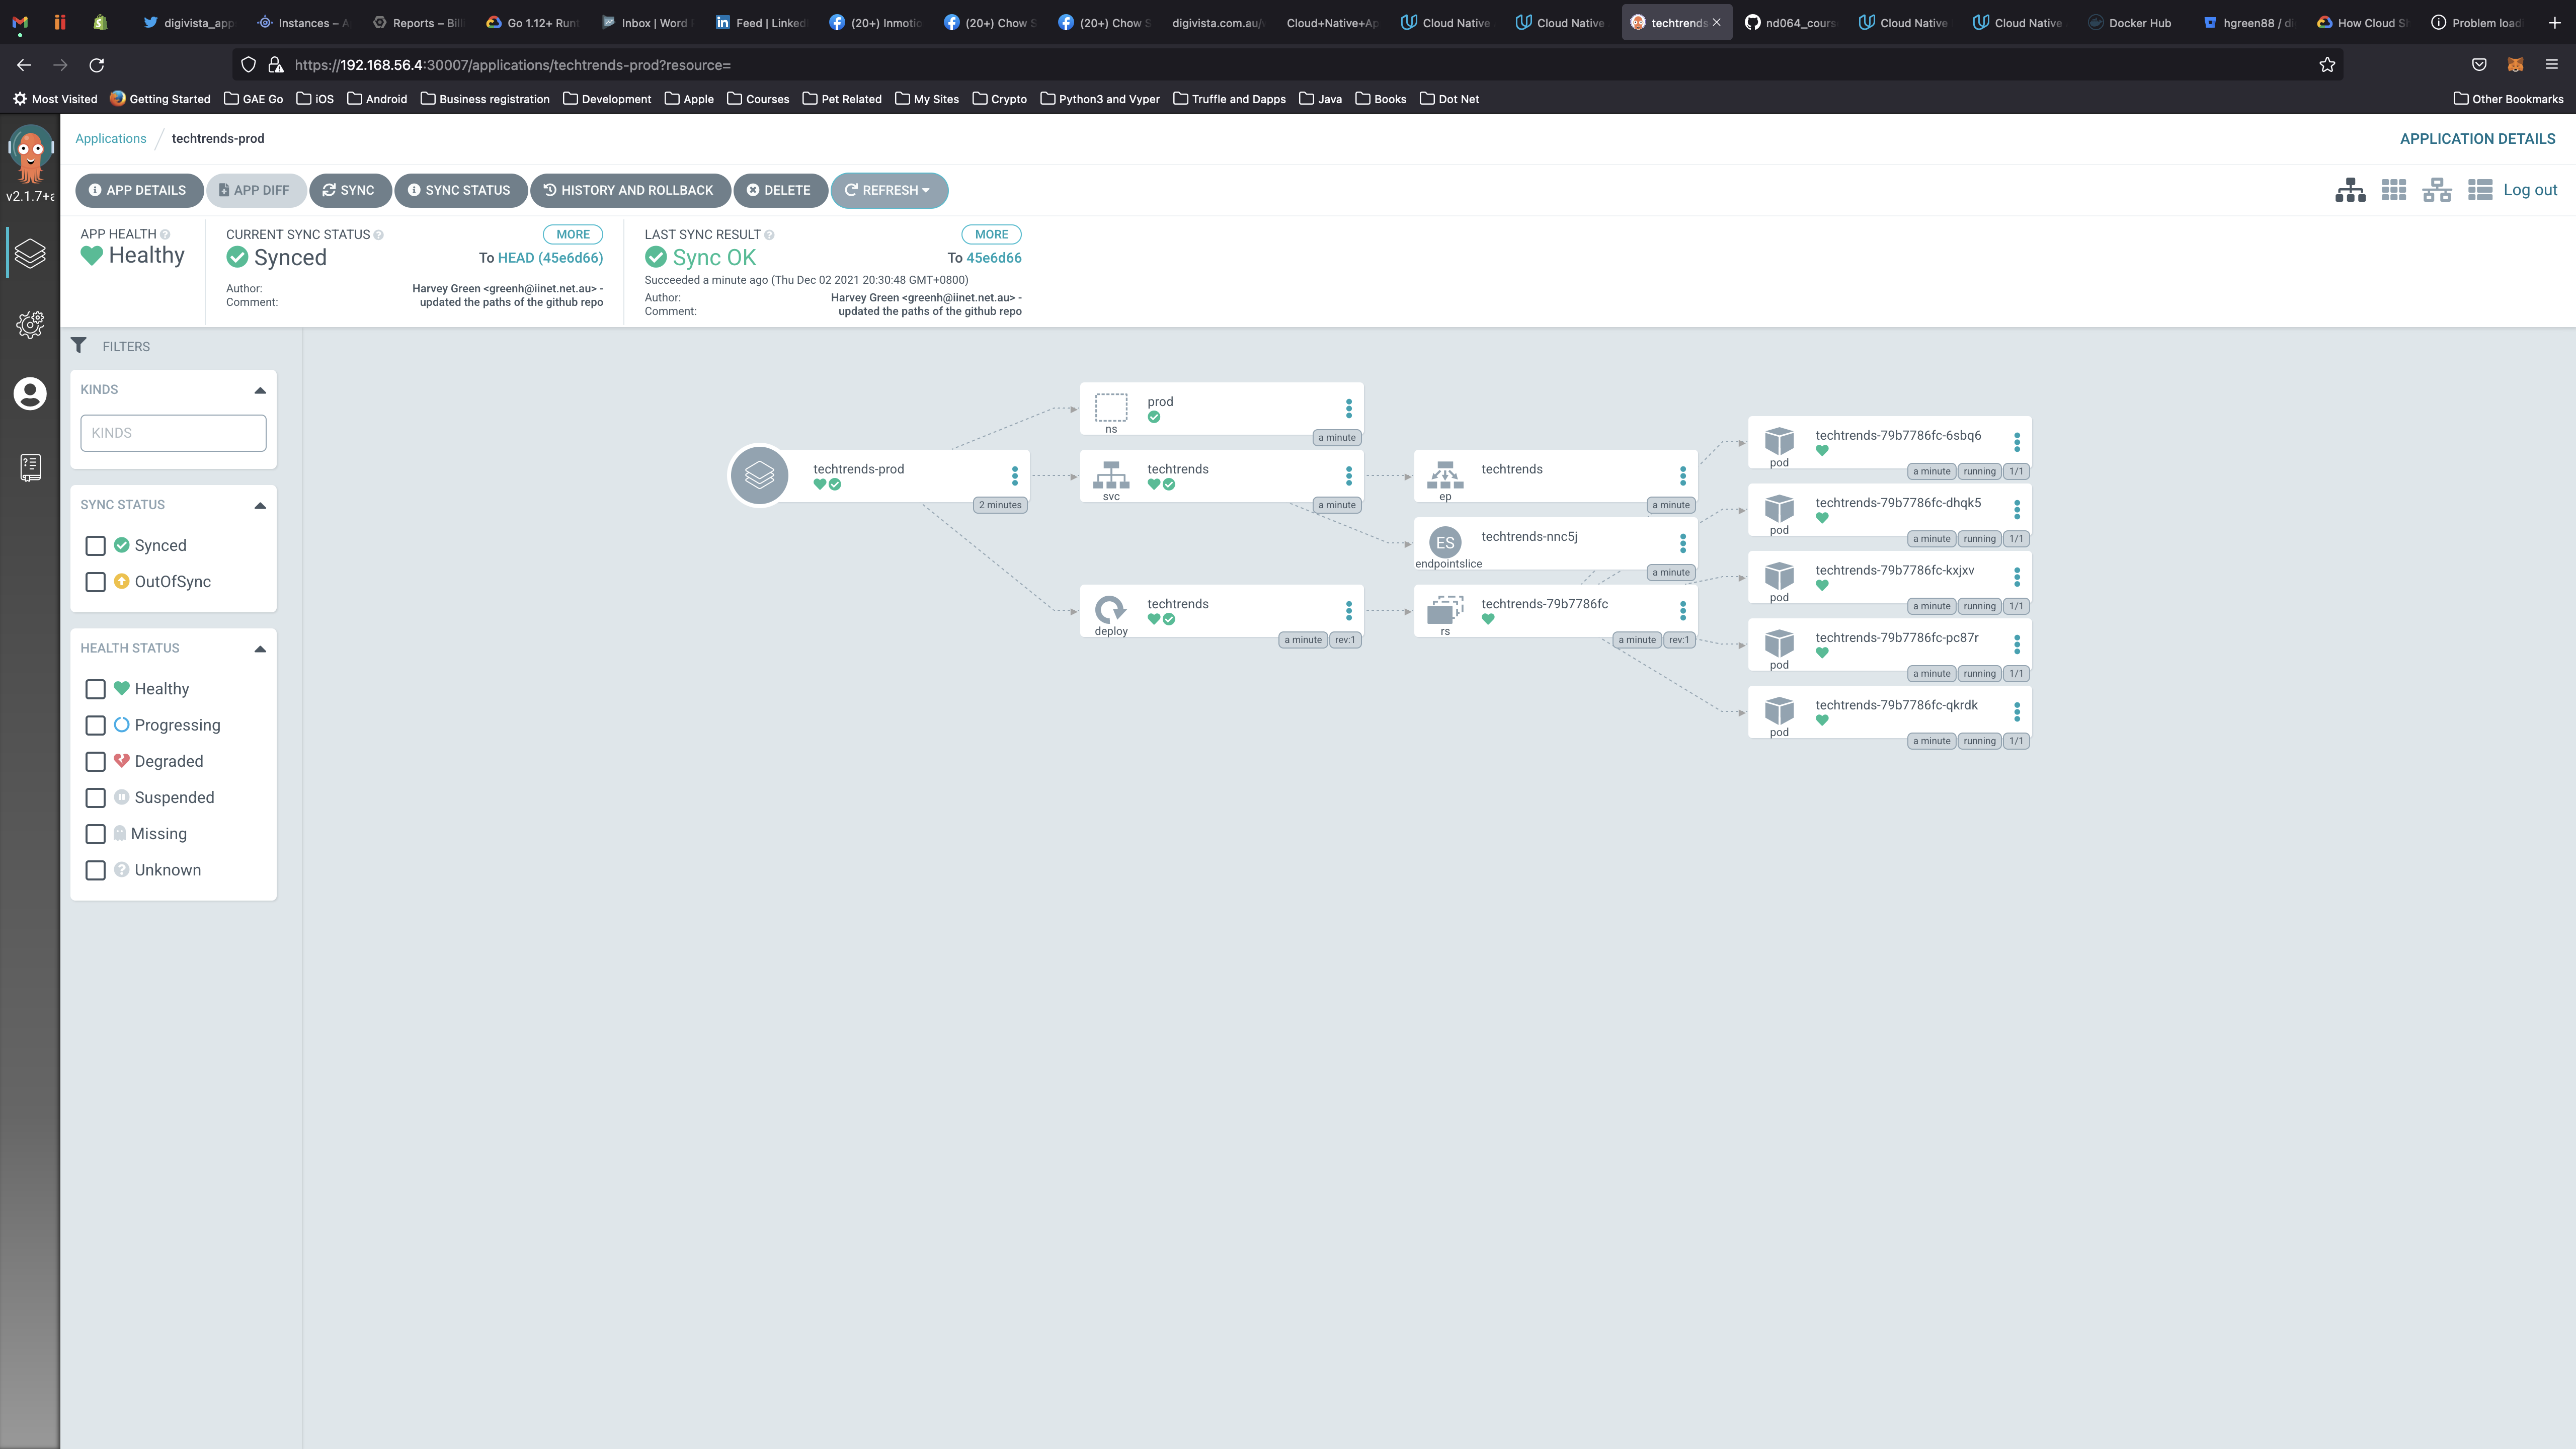 digivista_app
Instances – A
Reports – Bill
Go 1.12+ Run
Inbox | Word
Feed | Linked
(20+) Inmotio
(20+) Chow S
(20+) Chow S
digivista.com.au/
Cloud+Native+Ap
Cloud Native
Cloud Native
techtrends
nd064_cours
Cloud Native
Cloud Native
Docker Hub
hgreen88 / di
How Cloud S
Problem load
https://192.168.56.4:30007/applications/techtrends-prod?resource=
Most Visited
Getting Started
GAE Go
iOS
Android
Business registration
Development
Apple
Courses
Pet Related
My Sites
Crypto
Python3 and Vyper
Truffle and Dapps
Java
Books
Dot Net
Other Bookmarks
v2.1.7+a
Applications / techtrends-prod
APPLICATION DETAILS
APP DETAILS
APP DIFF
SYNC
SYNC STATUS
HISTORY AND ROLLBACK
DELETE
REFRESH
Log out
APP HEALTH
Healthy
CURRENT SYNC STATUS
MORE
Synced
To HEAD (45e6d66)
Author: Harvey Green <greenh@iinet.net.au> -
Comment: updated the paths of the github repo
LAST SYNC RESULT
MORE
Sync OK
To 45e6d66
Succeeded a minute ago (Thu Dec 02 2021 20:30:48 GMT+0800)
Author: Harvey Green <greenh@iinet.net.au> -
Comment: updated the paths of the github repo
FILTERS
KINDS
KINDS
SYNC STATUS
Synced
OutOfSync
HEALTH STATUS
Healthy
Progressing
Degraded
Suspended
Missing
Unknown
techtrends-prod
2 minutes
prod
ns
a minute
techtrends
svc
a minute
techtrends
deploy
a minute
rev:1
techtrends
ep
a minute
ES
techtrends-nnc5j
endpointslice
a minute
techtrends-79b7786fc
rs
a minute
rev:1
techtrends-79b7786fc-6sbq6
pod
a minute
running
1/1
techtrends-79b7786fc-dhqk5
pod
a minute
running
1/1
techtrends-79b7786fc-kxjxv
pod
a minute
running
1/1
techtrends-79b7786fc-pc87r
pod
a minute
running
1/1
techtrends-79b7786fc-qkrdk
pod
a minute
running
1/1